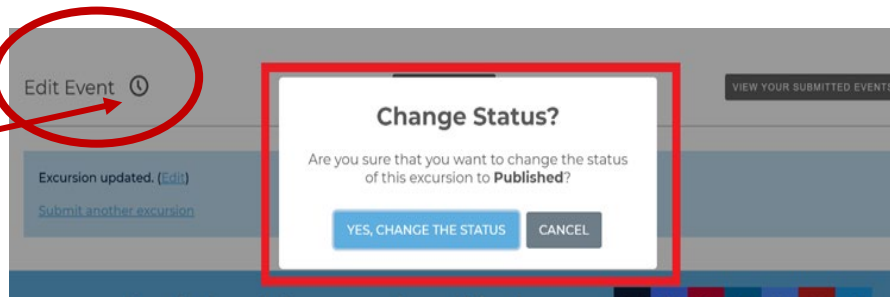 Edit Event
VIEW YOUR SUBMITTED EVENTS
Change Status?
Are you sure that you want to change the status
of this excursion to Published?
YES, CHANGE THE STATUS
CANCEL
Excursion updated. (Edit)
Submit another excursion